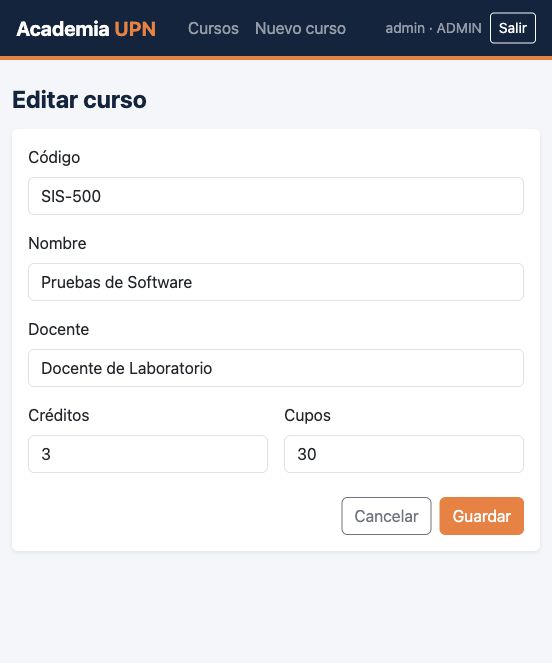 Academia UPN Cursos Nuevo curso admin · ADMIN Salir
Editar curso
Código
SIS-500
Nombre
Pruebas de Software
Docente
Docente de Laboratorio
Créditos Cupos
3 30
Cancelar Guardar